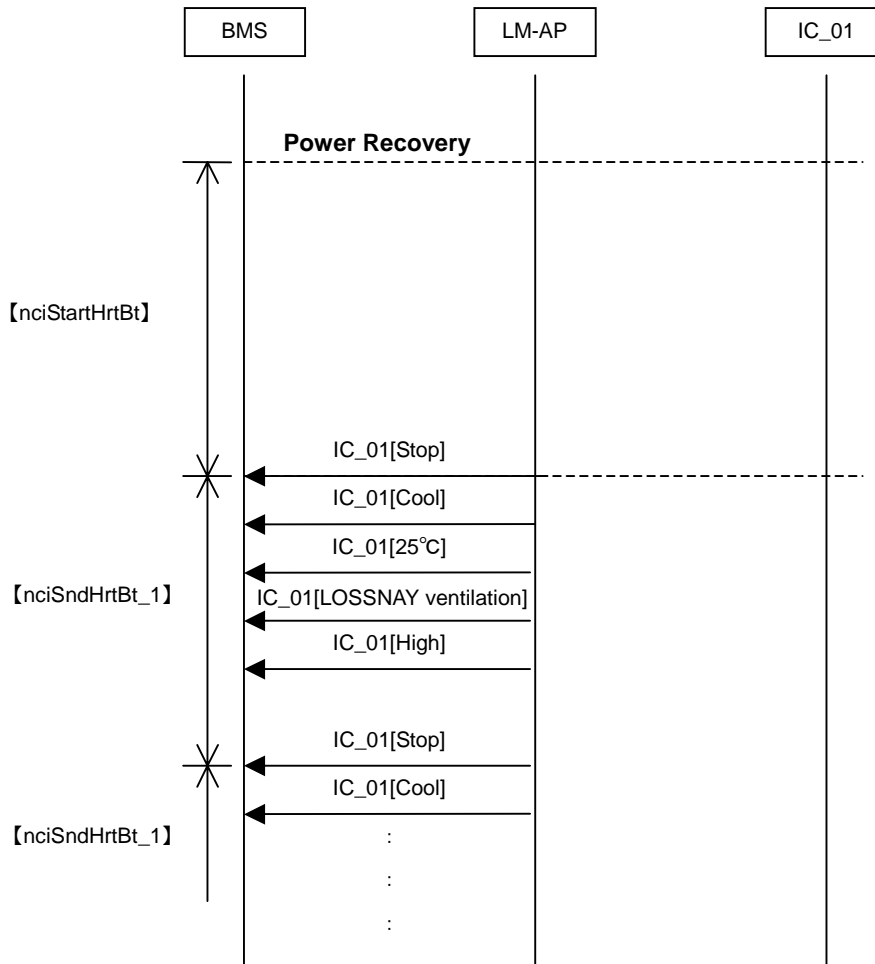 BMS
LM-AP
IC_01
Power Recovery
【nciStartHrtBt】
IC_01[Stop]
IC_01[Cool]
IC_01[25℃]
【nciSndHrtBt_1】
IC_01[LOSSNAY ventilation]
IC_01[High]
IC_01[Stop]
IC_01[Cool]
【nciSndHrtBt_1】
:
:
: